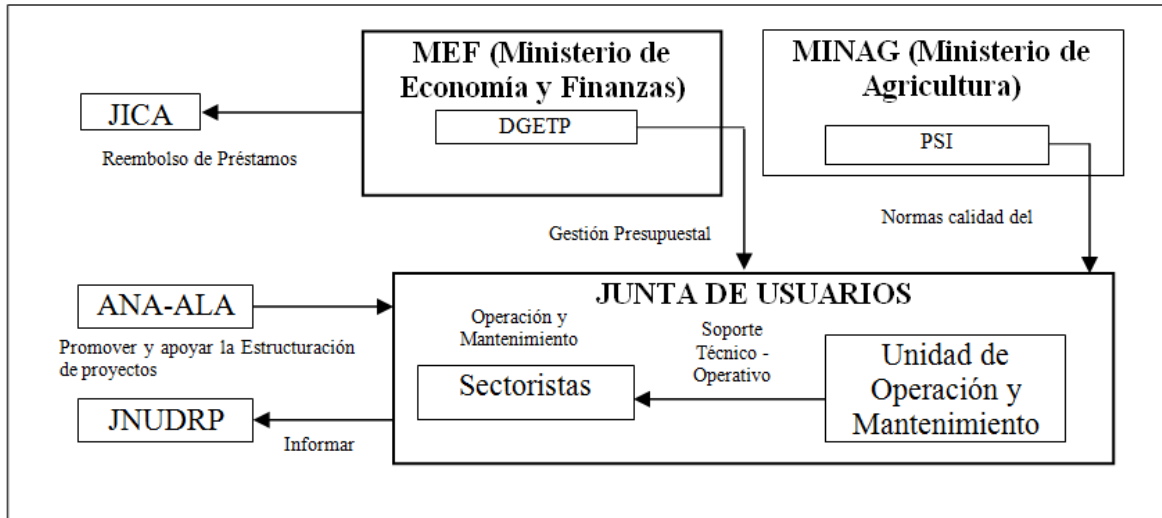 MEF (Ministerio de
Economía y Finanzas)
DGETP
MINAG (Ministerio de
Agricultura)
PSI
JICA
Reembolso de Préstamos
Gestión Presupuestal
Normas calidad del
ANA-ALA
Promover y apoyar la Estructuración
de proyectos
JNUDRP
Informar
JUNTA DE USUARIOS
Operación y
Mantenimiento
Sectoristas
Soporte
Técnico -
Operativo
Unidad de
Operación y
Mantenimiento